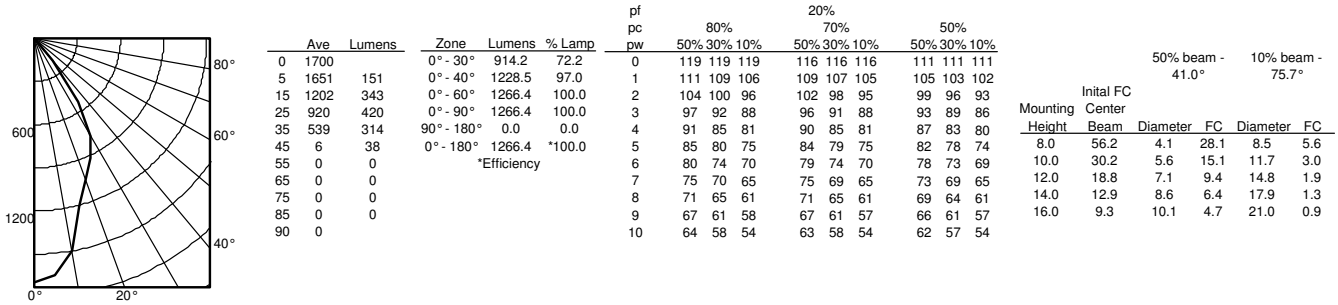 600
1200
0°
20°
40°
60°
80°
Ave Lumens
0 1700
5 1651 151
15 1202 343
25 920 420
35 539 314
45 6 38
55 0 0
65 0 0
75 0 0
85 0 0
90 0
Zone Lumens % Lamp
0° - 30° 914.2 72.2
0° - 40° 1228.5 97.0
0° - 60° 1266.4 100.0
0° - 90° 1266.4 100.0
90° - 180° 0.0 0.0
0° - 180° 1266.4 *100.0
*Efficiency
pf 20%
pc 80% 70% 50%
pw 50% 30% 10% 50% 30% 10% 50% 30% 10%
0 119 119 119 116 116 116 111 111 111
1 111 109 106 109 107 105 105 103 102
2 104 100 96 102 98 95 99 96 93
3 97 92 88 96 91 88 93 89 86
4 91 85 81 90 85 81 87 83 80
5 85 80 75 84 79 75 82 78 74
6 80 74 70 79 74 70 78 73 69
7 75 70 65 75 69 65 73 69 65
8 71 65 61 71 65 61 69 64 61
9 67 61 58 67 61 57 66 61 57
10 64 58 54 63 58 54 62 57 54
50% beam - 10% beam -
41.0° 75.7°
Inital FC
Mounting Center
Height Beam Diameter FC Diameter FC
8.0 56.2 4.1 28.1 8.5 5.6
10.0 30.2 5.6 15.1 11.7 3.0
12.0 18.8 7.1 9.4 14.8 1.9
14.0 12.9 8.6 6.4 17.9 1.3
16.0 9.3 10.1 4.7 21.0 0.9